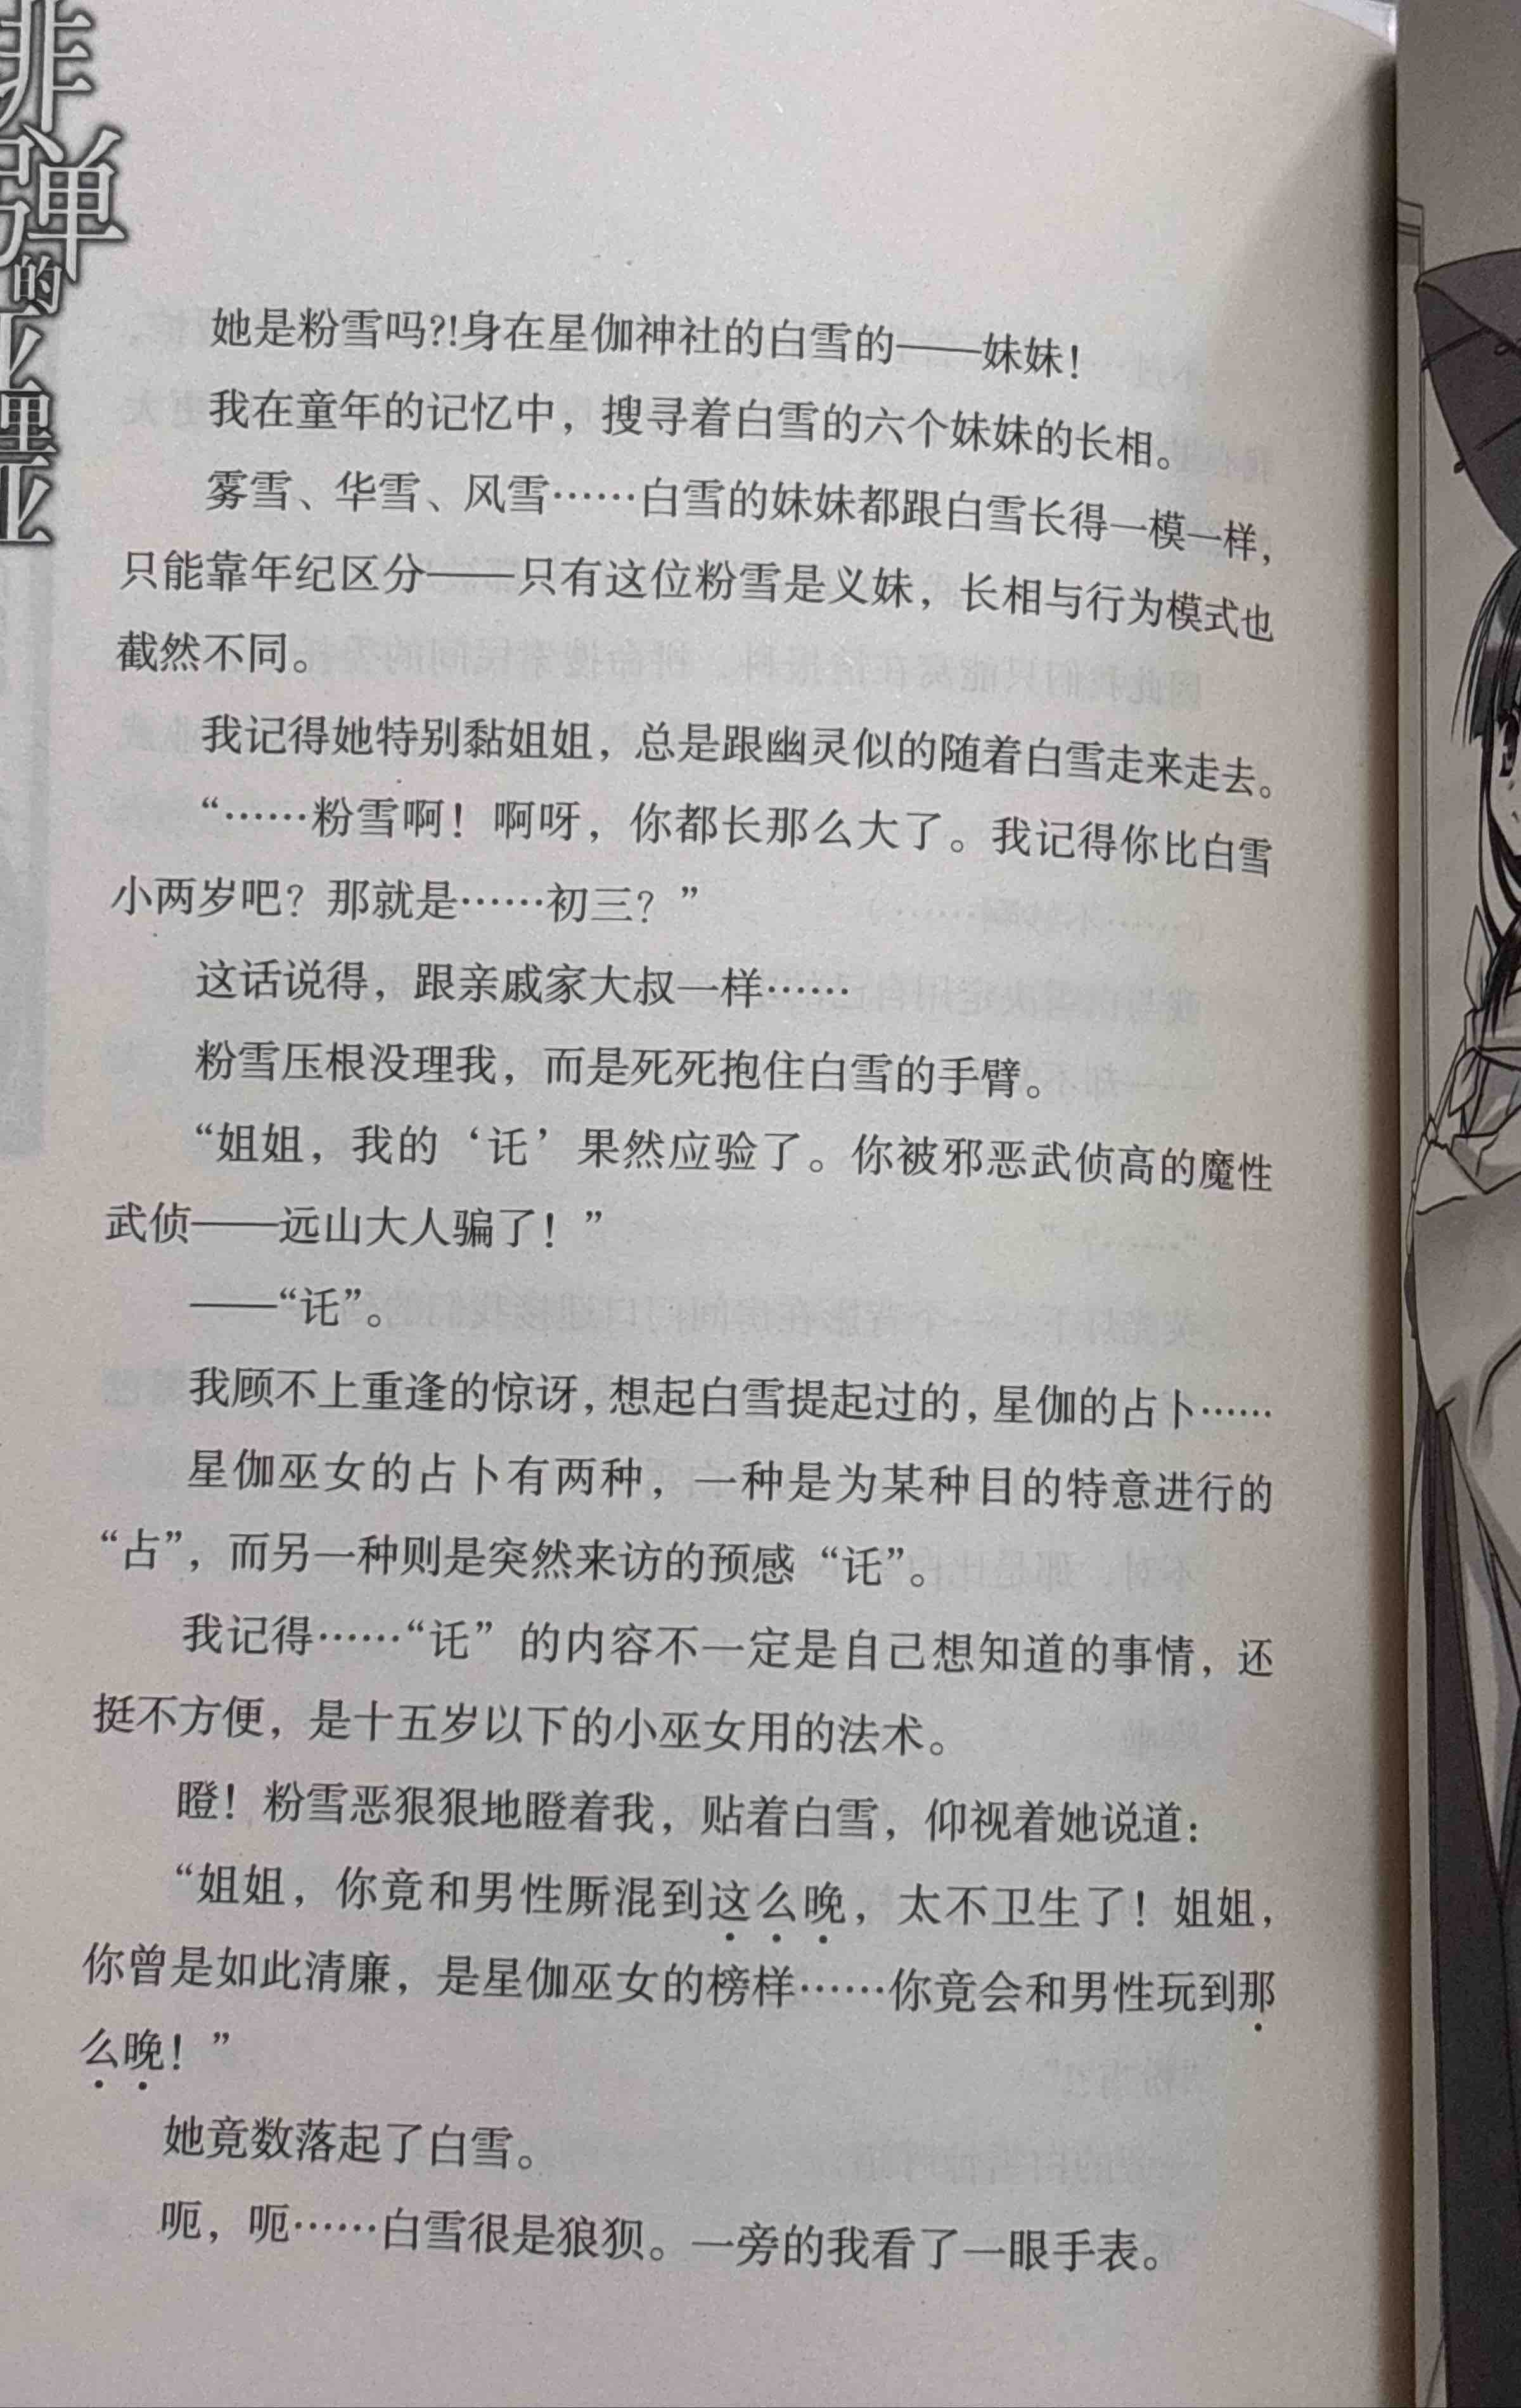 绯弹的亚理亚
她是粉雪吗?!身在星伽神社的白雪的——妹妹！
我在童年的记忆中，搜寻着白雪的六个妹妹的长相。
雾雪、华雪、风雪……白雪的妹妹都跟白雪长得一模一样，
只能靠年纪区分——只有这位粉雪是义妹，长相与行为模式也
截然不同。
我记得她特别黏姐姐，总是跟幽灵似的随着白雪走来走去。
“……粉雪啊！啊呀，你都长那么大了。我记得你比白雪
小两岁吧？那就是……初三？”
这话说得，跟亲戚家大叔一样……
粉雪压根没理我，而是死死抱住白雪的手臂。
“姐姐，我的‘讬’果然应验了。你被邪恶武侦高的魔性
武侦——远山大人骗了！”
——“讬”。
我顾不上重逢的惊讶，想起白雪提起过的，星伽的占卜……
星伽巫女的占卜有两种，一种是为某种目的特意进行的
“占”，而另一种则是突然来访的预感“讬”。
我记得……“讬”的内容不一定是自己想知道的事情，还
挺不方便，是十五岁以下的小巫女用的法术。
瞪！粉雪恶狠狠地瞪着我，贴着白雪，仰视着她说道：
“姐姐，你竟和男性厮混到这么晚，太不卫生了！姐姐，
你曾是如此清廉，是星伽巫女的榜样……你竟会和男性玩到那
么晚！”
她竟数落起了白雪。
呃，呃……白雪很是狼狈。一旁的我看了一眼手表。